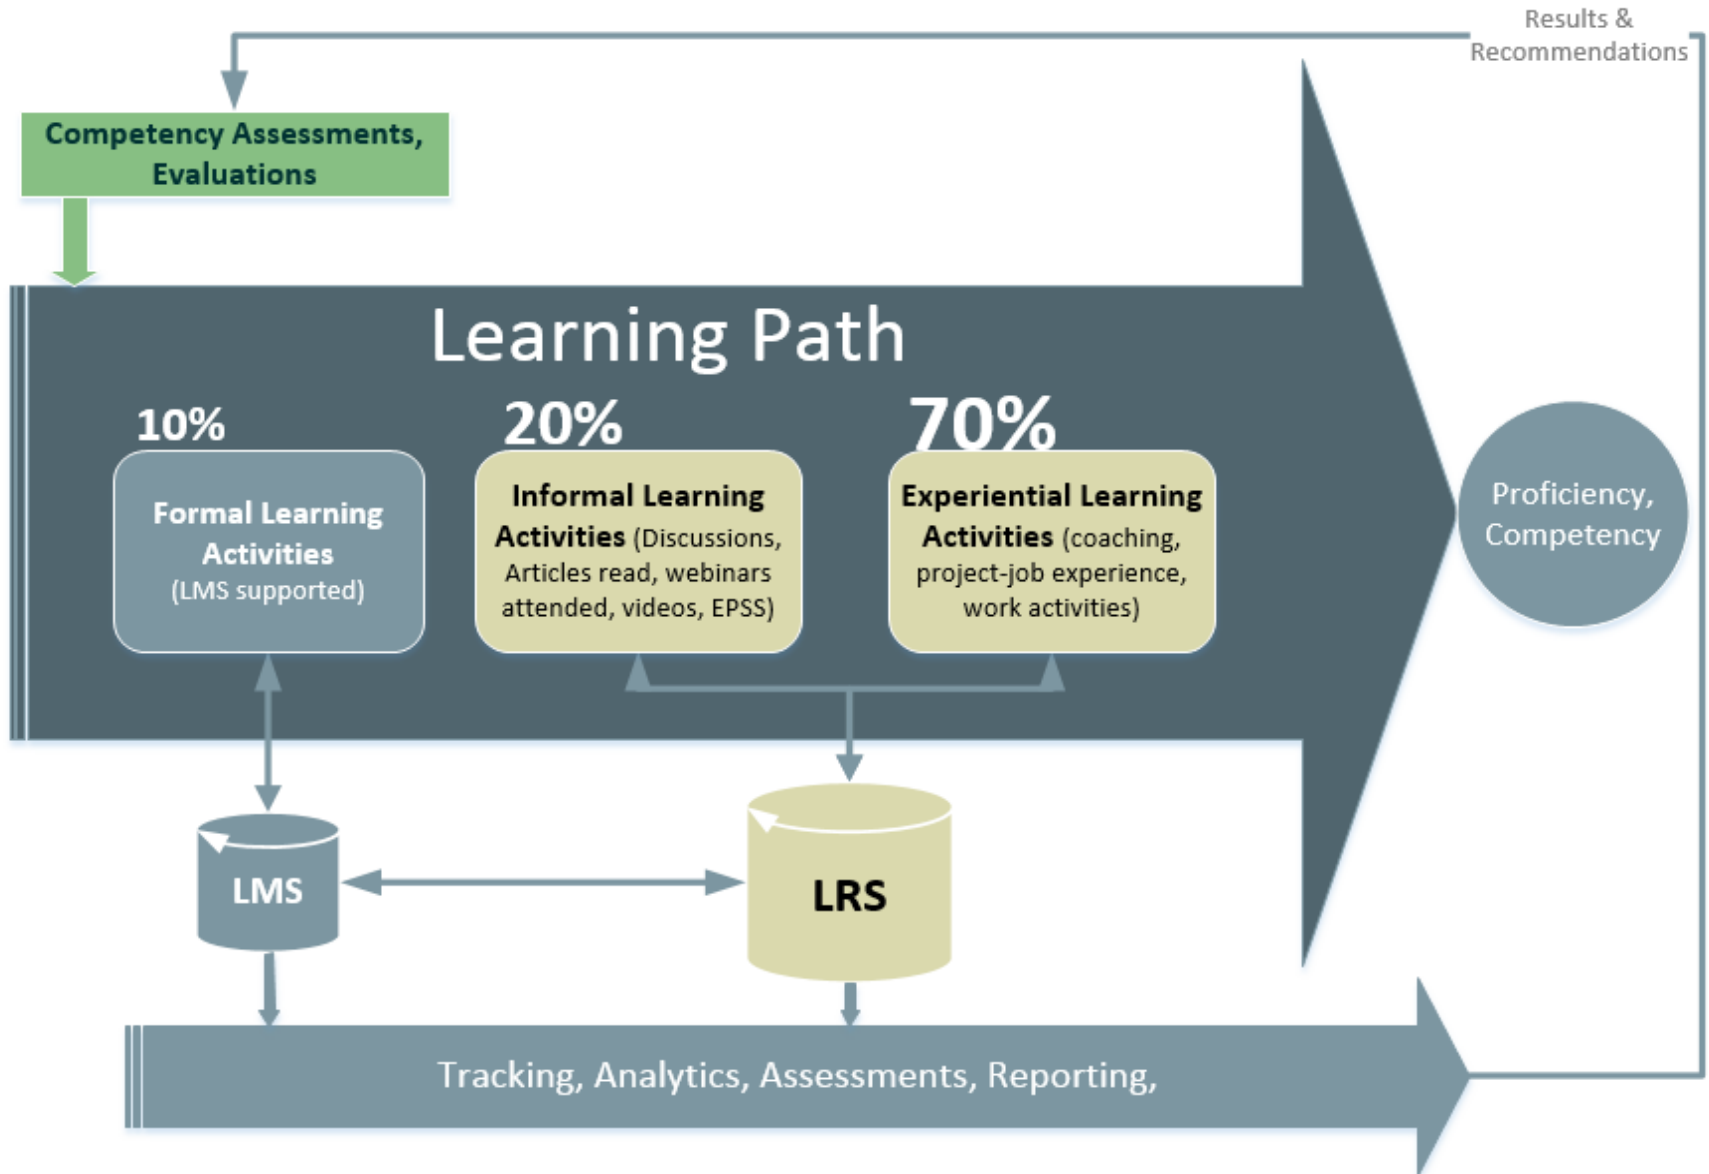 Results &
Recommendations
Competency Assessments,
Evaluations
Learning Path
10%
20%
70%
Formal Learning
Activities
(LMS supported)
Informal Learning
Activities (Discussions,
Articles read, webinars
attended, videos, EPSS)
Experiential Learning
Activities (coaching,
project-job experience,
work activities)
Proficiency,
Competency
LMS
LRS
Tracking, Analytics, Assessments, Reporting,